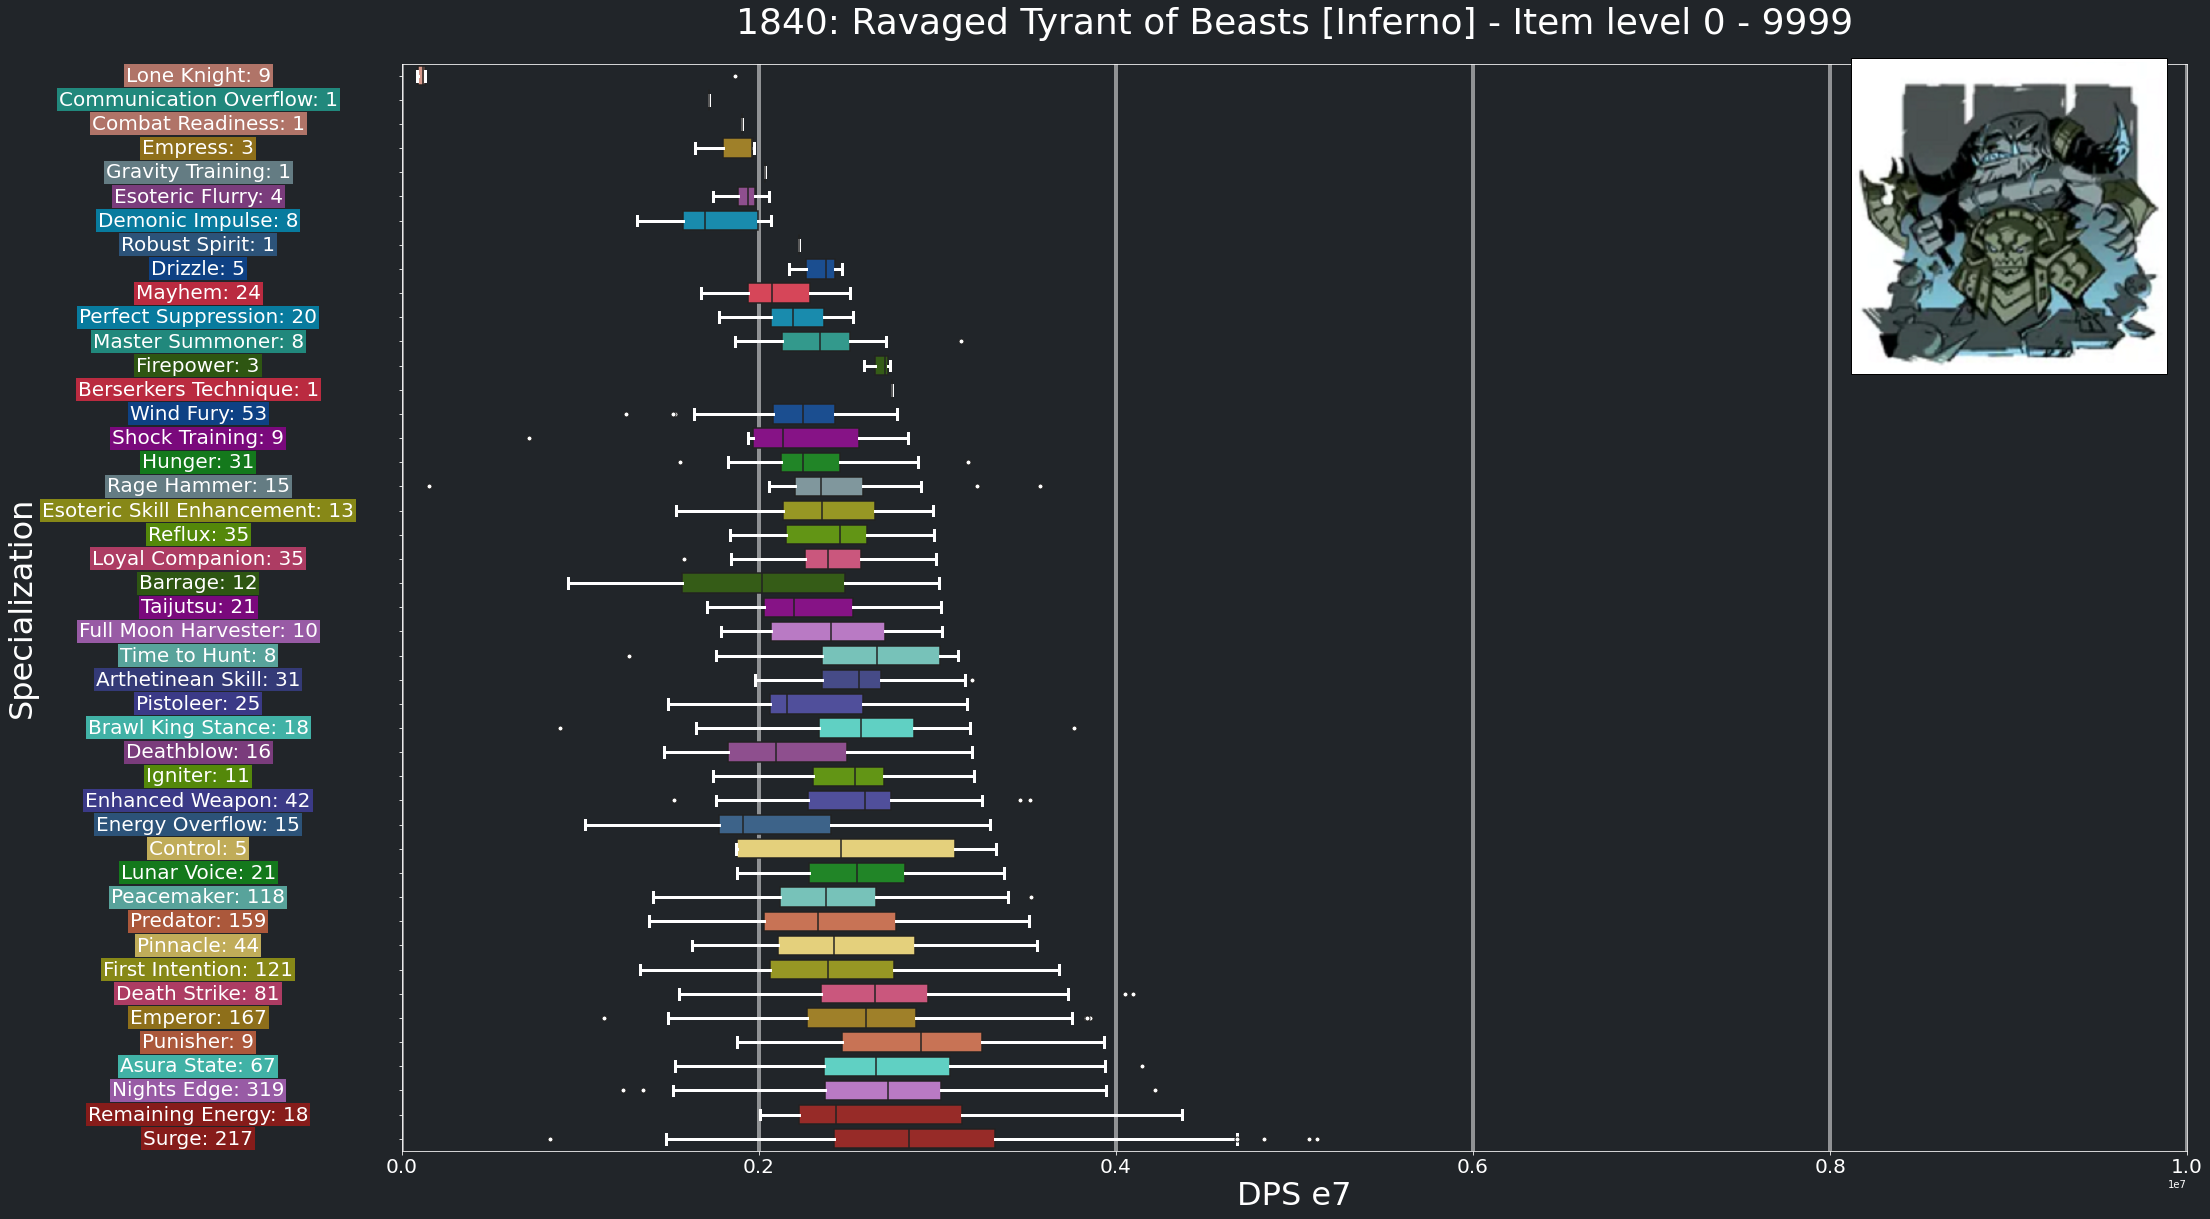 1840: Ravaged Tyrant of Beasts [Inferno] - Item level 0 - 9999
Lone Knight: 9
Communication Overflow: 1
Combat Readiness: 1
Empress: 3
Gravity Training: 1
Esoteric Flurry: 4
Demonic Impulse: 8
Robust Spirit: 1
Drizzle: 5
Mayhem: 24
Perfect Suppression: 20
Master Summoner: 8
Firepower: 3
Berserkers Technique: 1
Wind Fury: 53
Shock Training: 9
Hunger: 31
Rage Hammer: 15
Esoteric Skill Enhancement: 13
Reflux: 35
Loyal Companion: 35
Barrage: 12
Taijutsu: 21
Full Moon Harvester: 10
Time to Hunt: 8
Arthetinean Skill: 31
Pistoleer: 25
Brawl King Stance: 18
Deathblow: 16
Igniter: 11
Enhanced Weapon: 42
Energy Overflow: 15
Control: 5
Lunar Voice: 21
Peacemaker: 118
Predator: 159
Pinnacle: 44
First Intention: 121
Death Strike: 81
Emperor: 167
Punisher: 9
Asura State: 67
Nights Edge: 319
Remaining Energy: 18
Surge: 217
Specialization
0.0 0.2 0.4 0.6 0.8 1.0
1e7
DPS e7